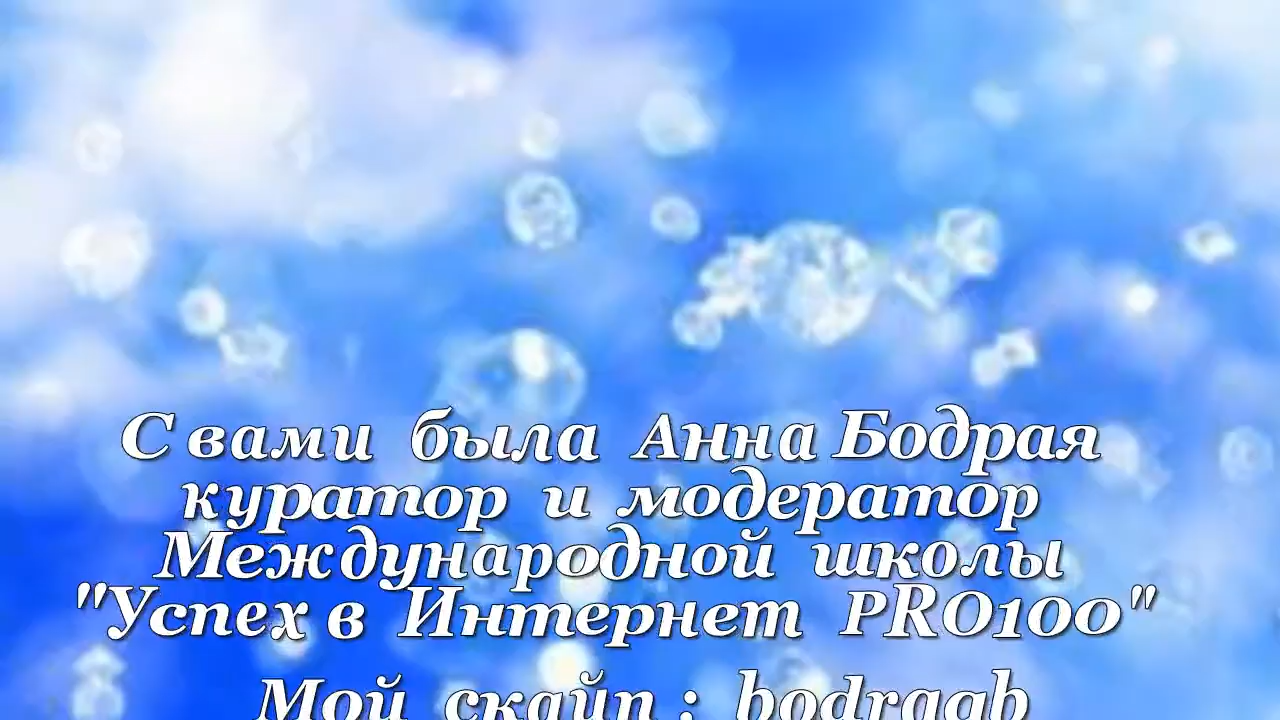 С вами была Анна Бодрая
куратор и модератор
Международной школы
"Успех в Интернет PRO100"
Мой скайп : bodraab